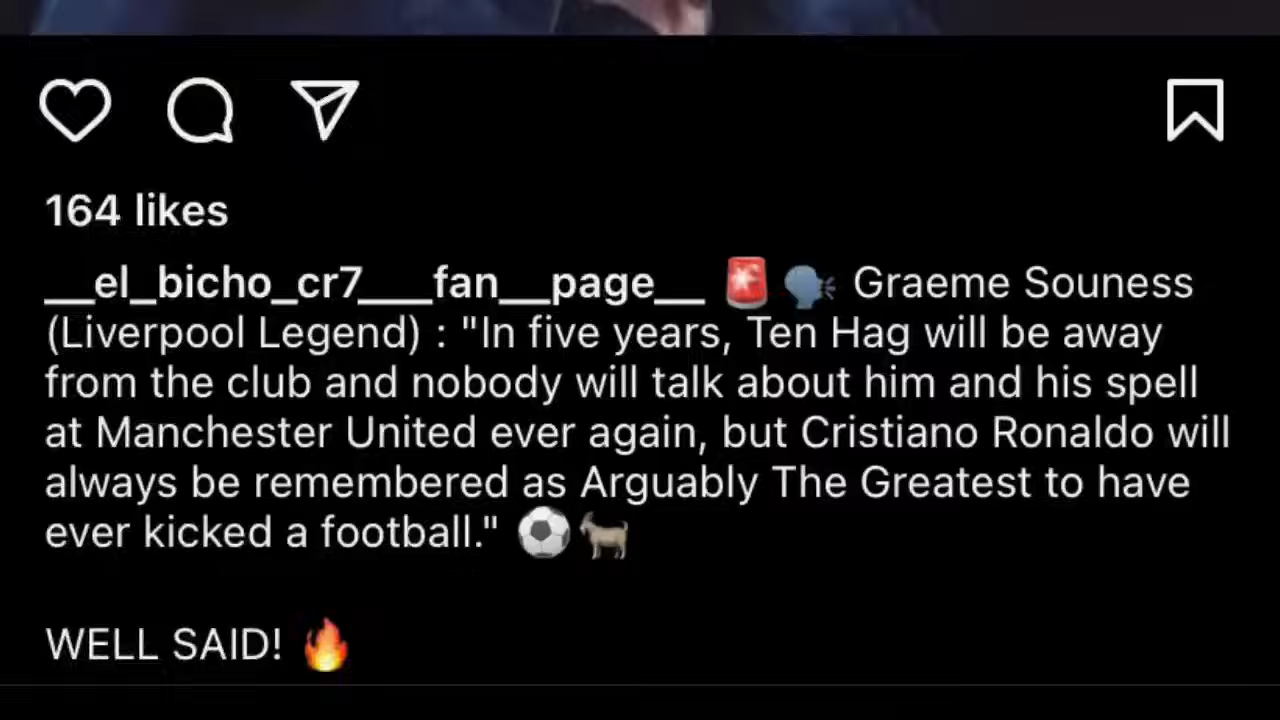 164 likes
__el_bicho_cr7___fan__page__ 🚨🗣️ Graeme Souness
(Liverpool Legend) : "In five years, Ten Hag will be away
from the club and nobody will talk about him and his spell
at Manchester United ever again, but Cristiano Ronaldo will
always be remembered as Arguably The Greatest to have
ever kicked a football." ⚽🐐
WELL SAID! 🔥